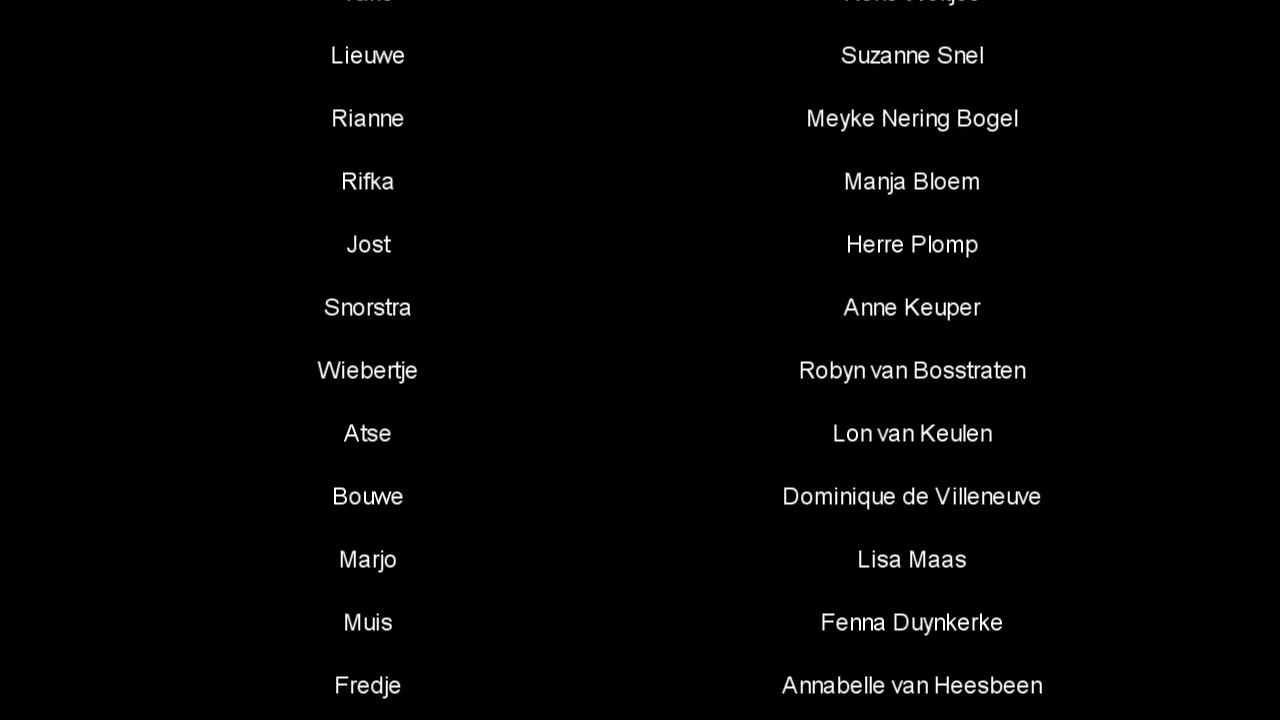 Lieuwe Suzanne Snel
Rianne Meyke Nering Bogel
Rifka Manja Bloem
Jost Herre Plomp
Snorstra Anne Keuper
Wiebertje Robyn van Bosstraten
Atse Lon van Keulen
Bouwe Dominique de Villeneuve
Marjo Lisa Maas
Muis Fenna Duynkerke
Fredje Annabelle van Heesbeen